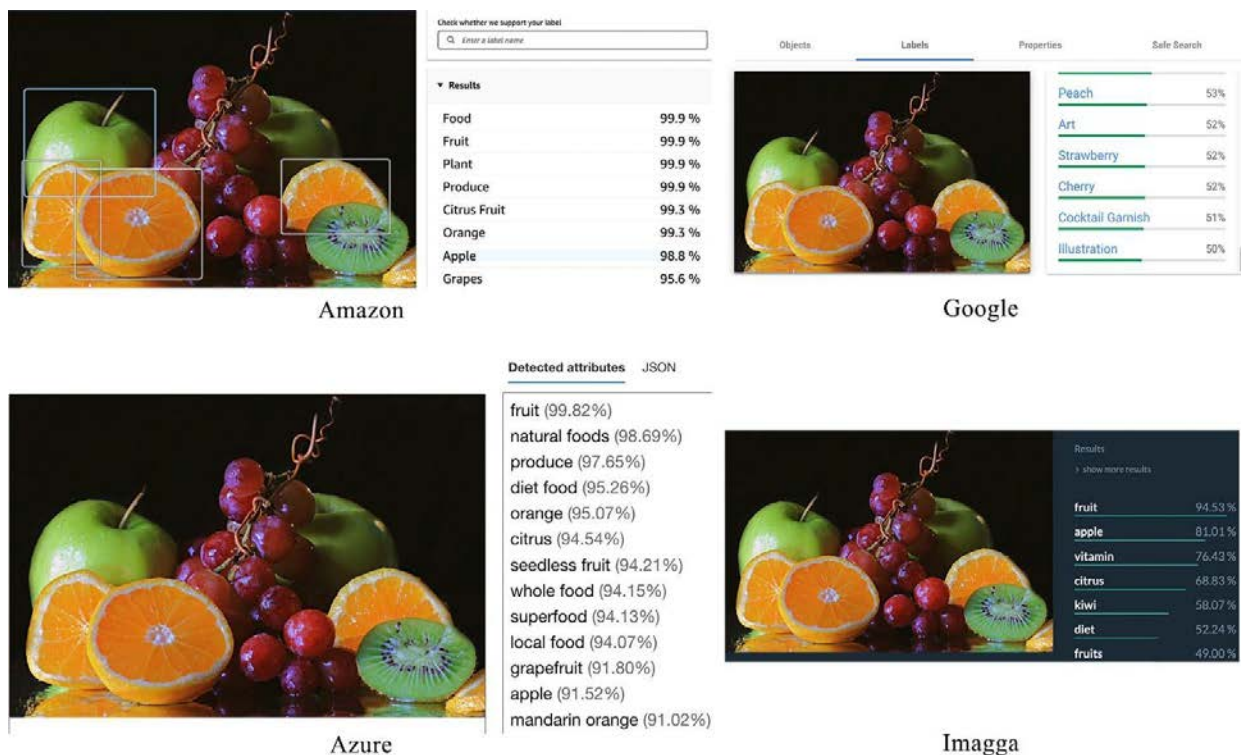 Check whether we support your label
Enter a label name
Results
Food 99.9 %
Fruit 99.9 %
Plant 99.9 %
Produce 99.9 %
Citrus Fruit 99.3 %
Orange 99.3 %
Apple 98.8 %
Grapes 95.6 %
Amazon
Objects Labels Properties Safe Search
Peach 53%
Art 52%
Strawberry 52%
Cherry 52%
Cocktail Garnish 51%
Illustration 50%
Google
Detected attributes JSON
fruit (99.82%)
natural foods (98.69%)
produce (97.65%)
diet food (95.26%)
orange (95.07%)
citrus (94.54%)
seedless fruit (94.21%)
whole food (94.15%)
superfood (94.13%)
local food (94.07%)
grapefruit (91.80%)
apple (91.52%)
mandarin orange (91.02%)
Azure
Results
> show more results
fruit 94.53 %
apple 81.01 %
vitamin 76.43 %
citrus 68.83 %
kiwi 58.07 %
diet 52.24 %
fruits 49.00 %
Imagga